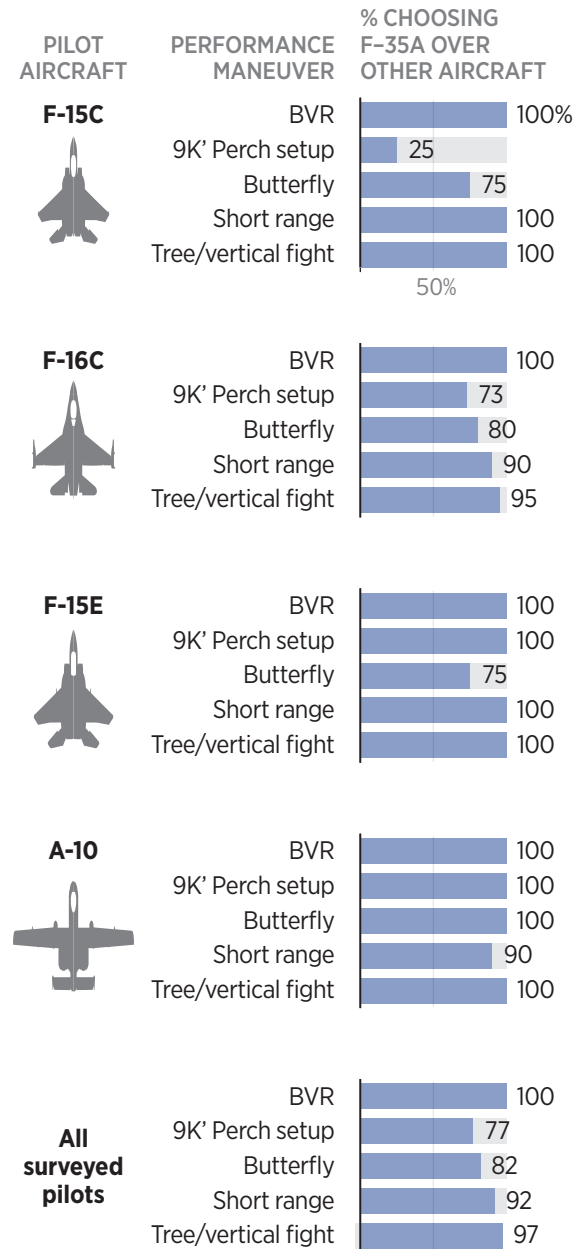 PILOT AIRCRAFT
PERFORMANCE MANEUVER
% CHOOSING F–35A OVER OTHER AIRCRAFT
F-15C
BVR 100%
9K’ Perch setup 25
Butterfly 75
Short range 100
Tree/vertical fight 100
50%
F-16C
BVR 100
9K’ Perch setup 73
Butterfly 80
Short range 90
Tree/vertical fight 95
F-15E
BVR 100
9K’ Perch setup 100
Butterfly 75
Short range 100
Tree/vertical fight 100
A-10
BVR 100
9K’ Perch setup 100
Butterfly 100
Short range 90
Tree/vertical fight 100
All
surveyed
pilots
BVR 100
9K’ Perch setup 77
Butterfly 82
Short range 92
Tree/vertical fight 97